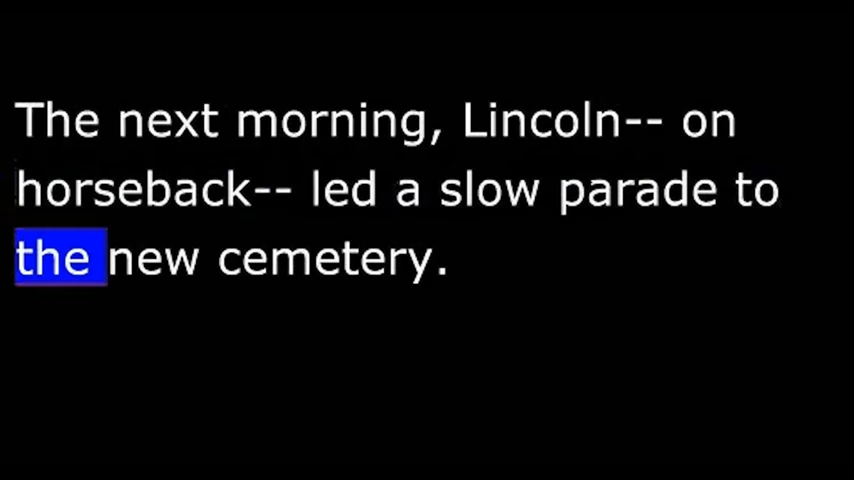 The next morning, Lincoln-- on
horseback-- led a slow parade to
the new cemetery.